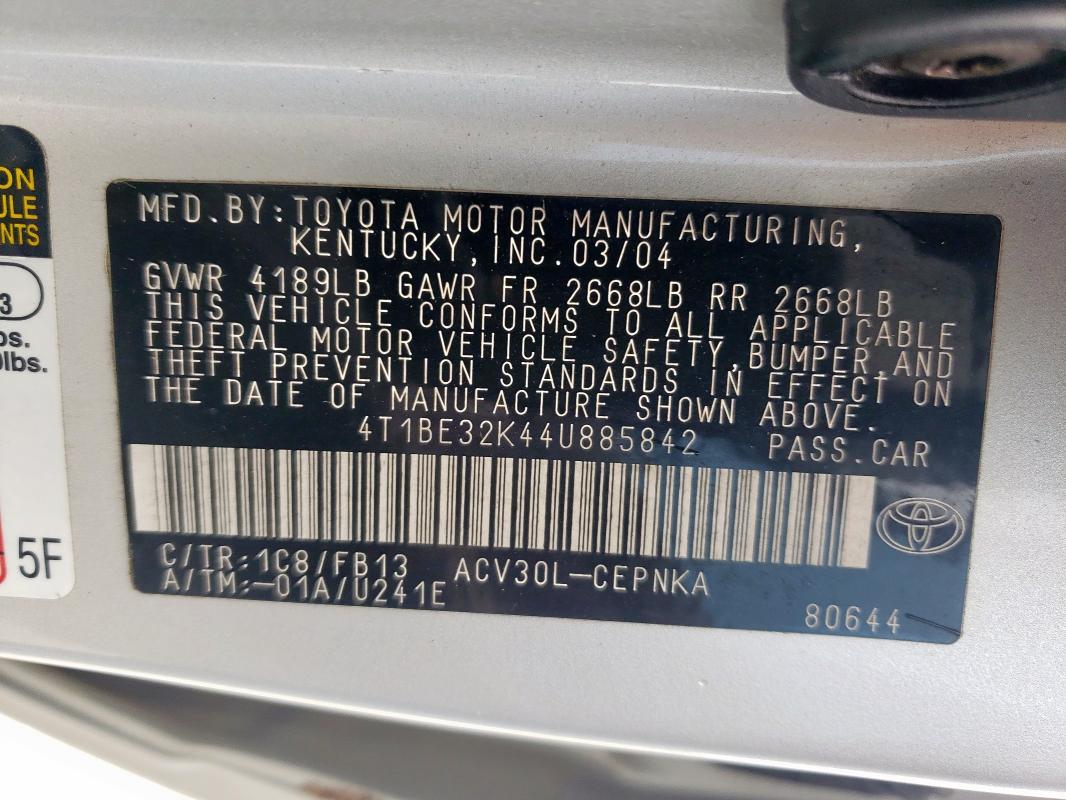 ON
ULE
NTS
3
bs.
0lbs.
5F
MFD.BY:TOYOTA MOTOR MANUFACTURING,
KENTUCKY,INC.03/04
GVWR 4189LB GAWR FR 2668LB RR 2668LB
THIS VEHICLE CONFORMS TO ALL APPLICABLE
FEDERAL MOTOR VEHICLE SAFETY,BUMPER,AND
THEFT PREVENTION STANDARDS IN EFFECT ON
THE DATE OF MANUFACTURE SHOWN ABOVE.
4T1BE32K44U885842 PASS.CAR
C/TR:1C8/FB13 ACV30L-CEPNKA
A/TM:-01A/U241E
80644